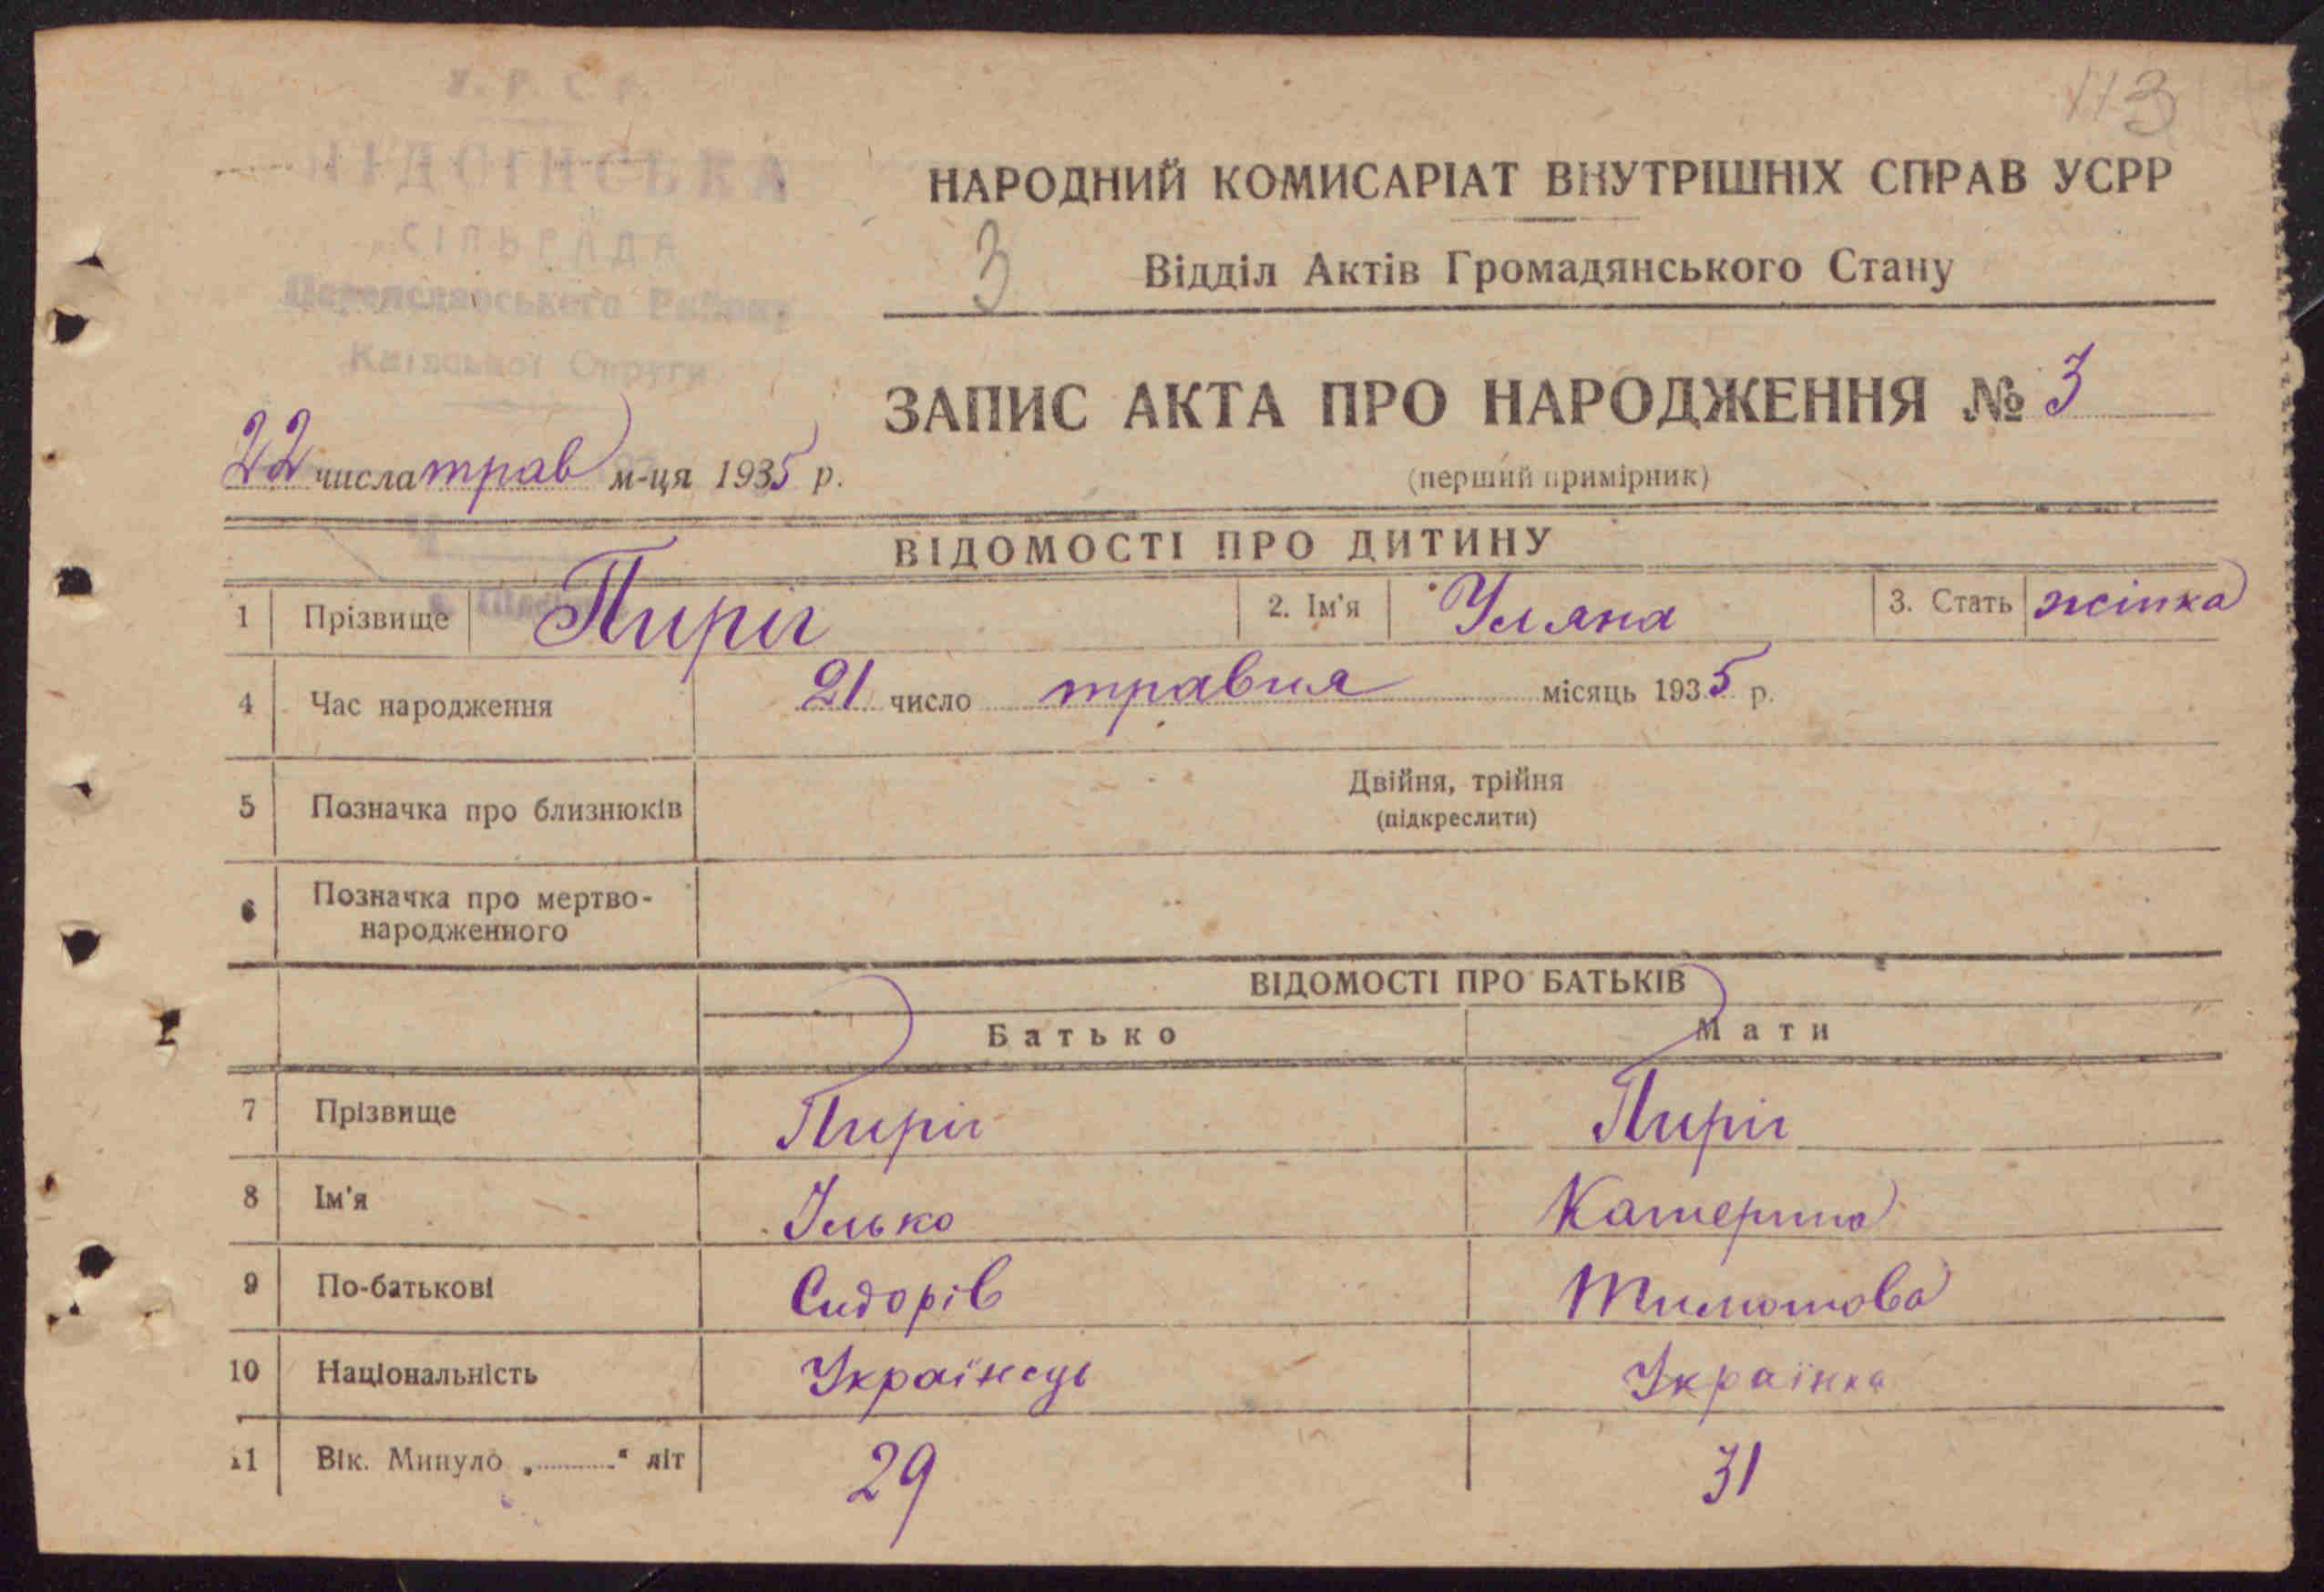 У. Р. С. Р.
СІЛЬРАДА
Переяславського Району
Київської Округи
113
НАРОДНИЙ КОМИСАРІАТ ВНУТРІШНІХ СПРАВ УСРР
3 Відділ Актів Громадянського Стану
ЗАПИС АКТА ПРО НАРОДЖЕННЯ № 3
22 числа трав м-ця 1935 р.
(перший примірник)
ВІДОМОСТІ ПРО ДИТИНУ
1 Прізвище Пиріг 2. Ім'я Уляна 3. Стать жінка
4 Час народження 21 число травня місяць 1935 р.
5 Позначка про близнюків Двійня, трійня
(підкреслити)
6 Позначка про мертво-
народженного
ВІДОМОСТІ ПРО БАТЬКІВ
Батько Мати
7 Прізвище Пиріг Пиріг
8 Ім'я Ілько Катерина
9 По-батькові Сидорів Тимотова
10 Національність Українець Українка
11 Вік. Минуло „ “ літ 29 31